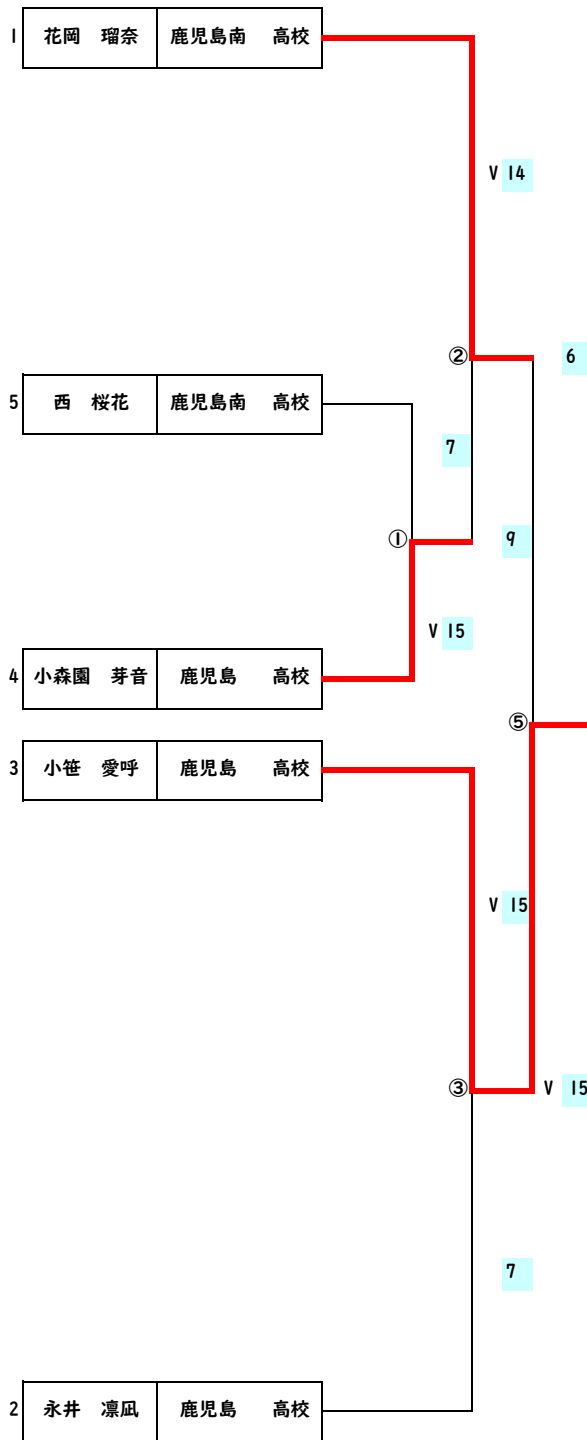 1 花岡 瑠奈 鹿児島南 高校
V 14
② 6
5 西 桜花 鹿児島南 高校
7
① 9
V 15
4 小森園 芽音 鹿児島 高校
⑤
3 小笹 愛呼 鹿児島 高校
V 15
③ V 15
7
2 永井 凛凪 鹿児島 高校